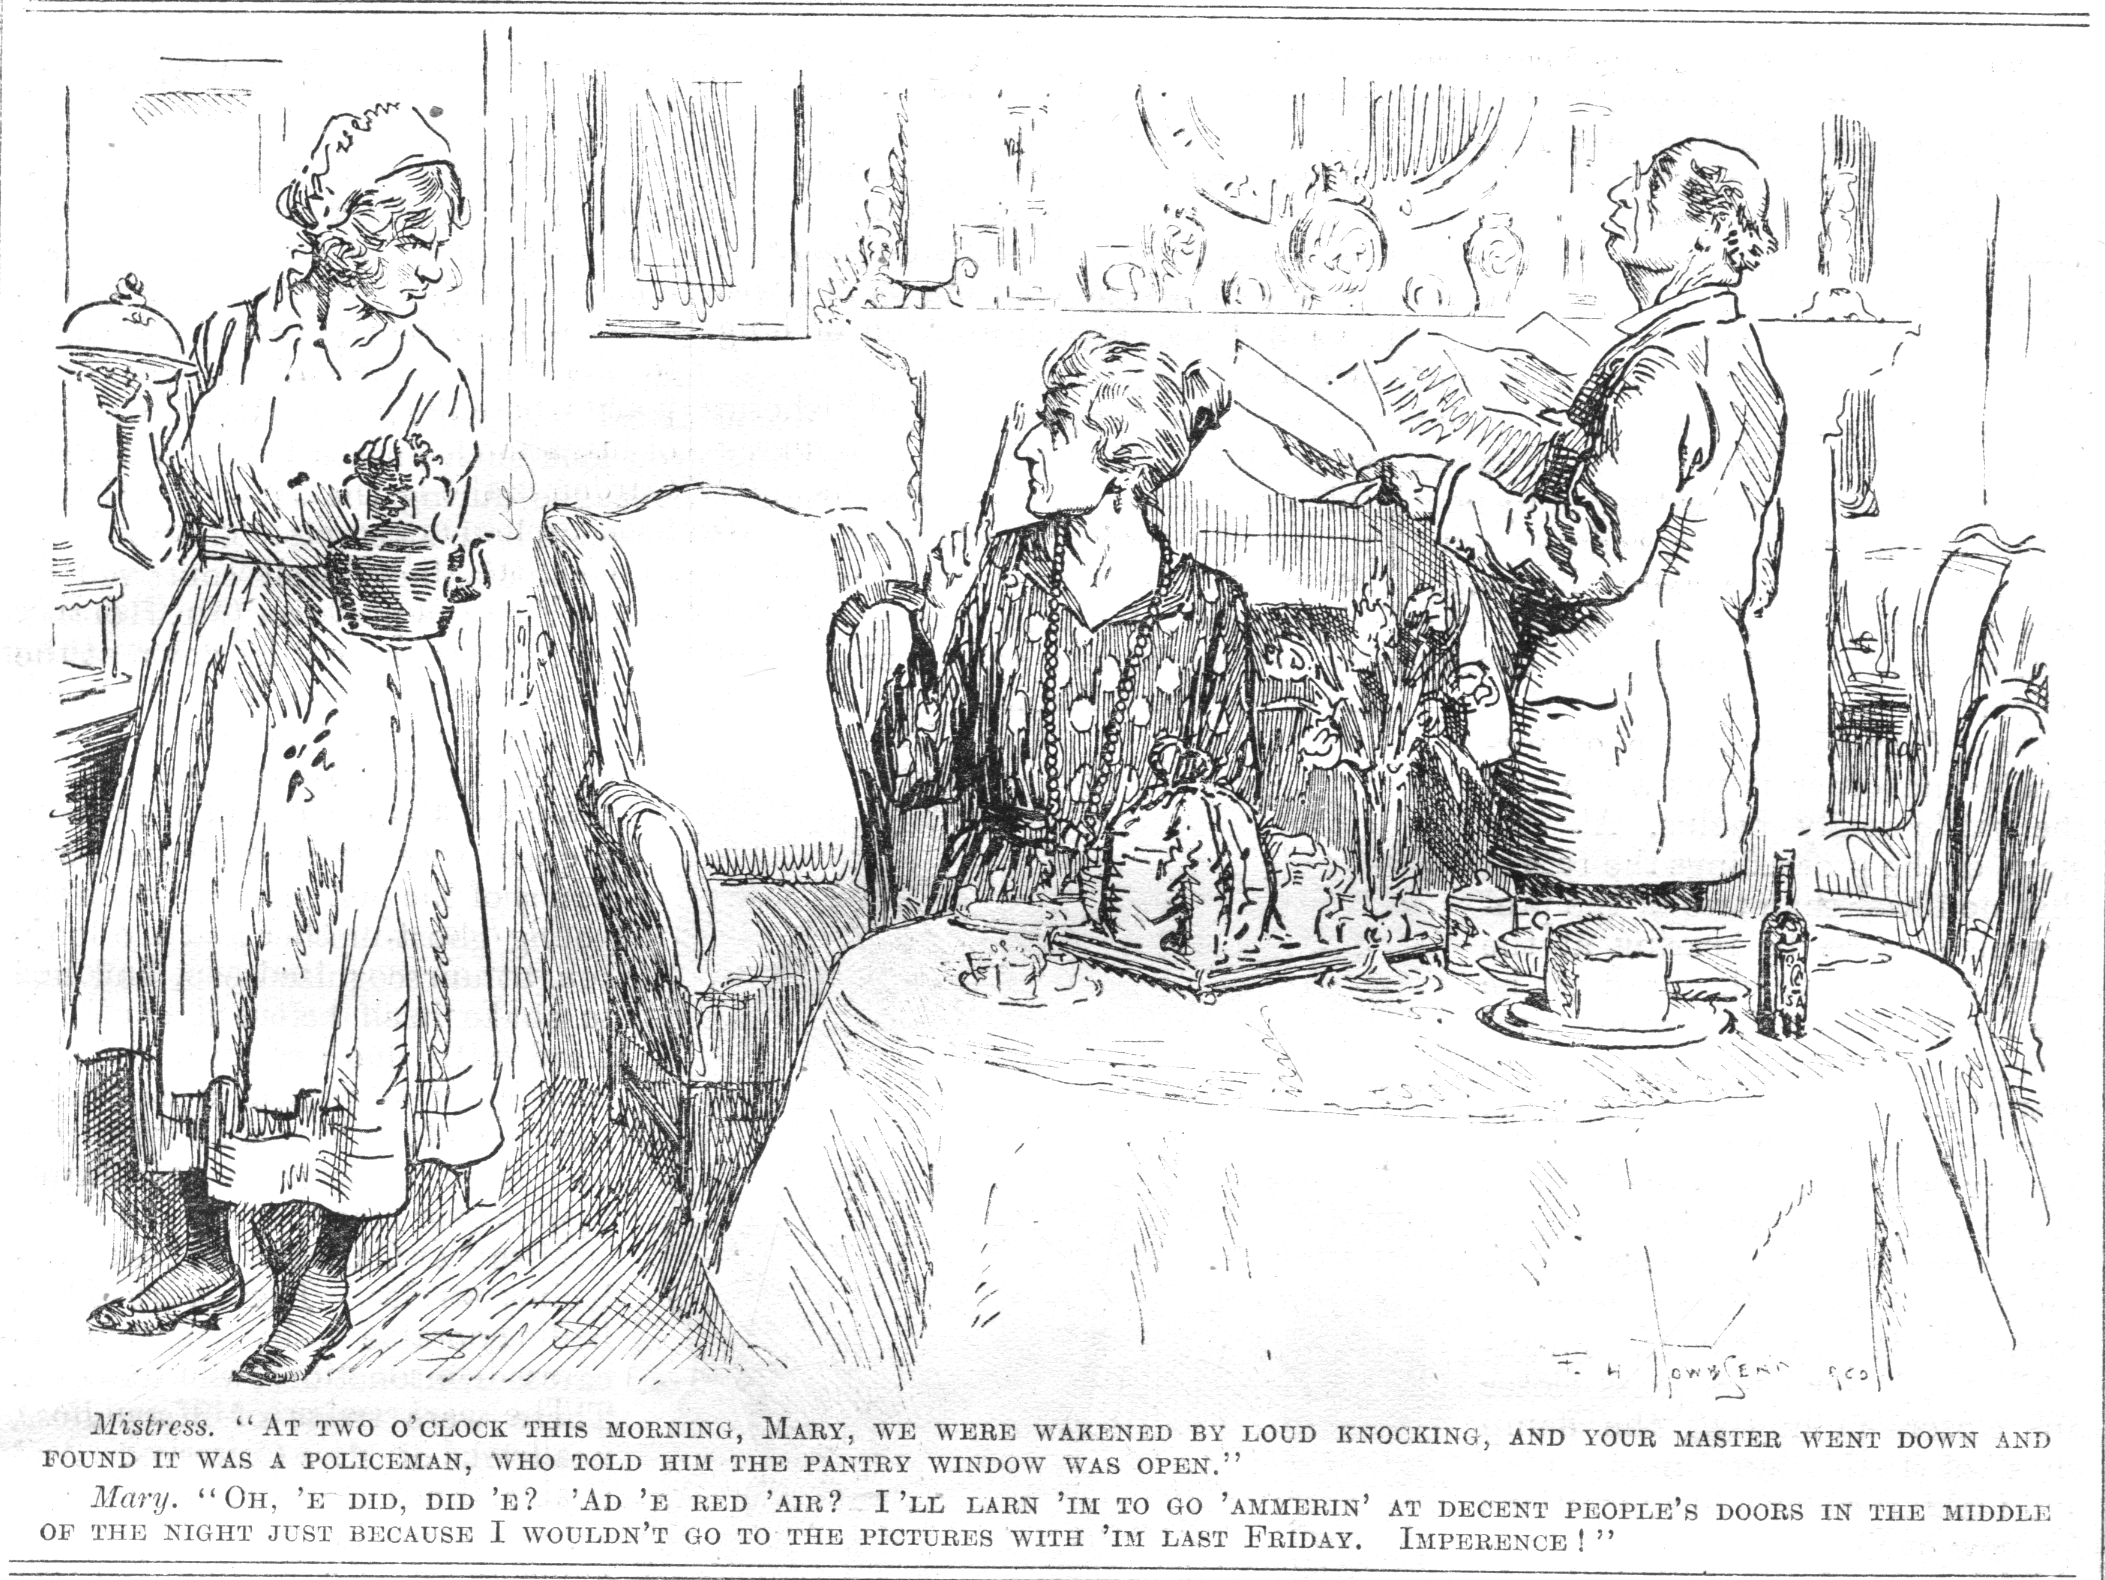 F. H. TOWNSEND
Mistress. "AT TWO O'CLOCK THIS MORNING, MARY, WE WERE WAKENED BY LOUD KNOCKING, AND YOUR MASTER WENT DOWN AND
FOUND IT WAS A POLICEMAN, WHO TOLD HIM THE PANTRY WINDOW WAS OPEN."
Mary. "OH, 'E DID, DID 'E? 'AD 'E RED 'AIR? I'LL LARN 'IM TO GO 'AMMERIN' AT DECENT PEOPLE'S DOORS IN THE MIDDLE
OF THE NIGHT JUST BECAUSE I WOULDN'T GO TO THE PICTURES WITH 'IM LAST FRIDAY. IMPERENCE!"